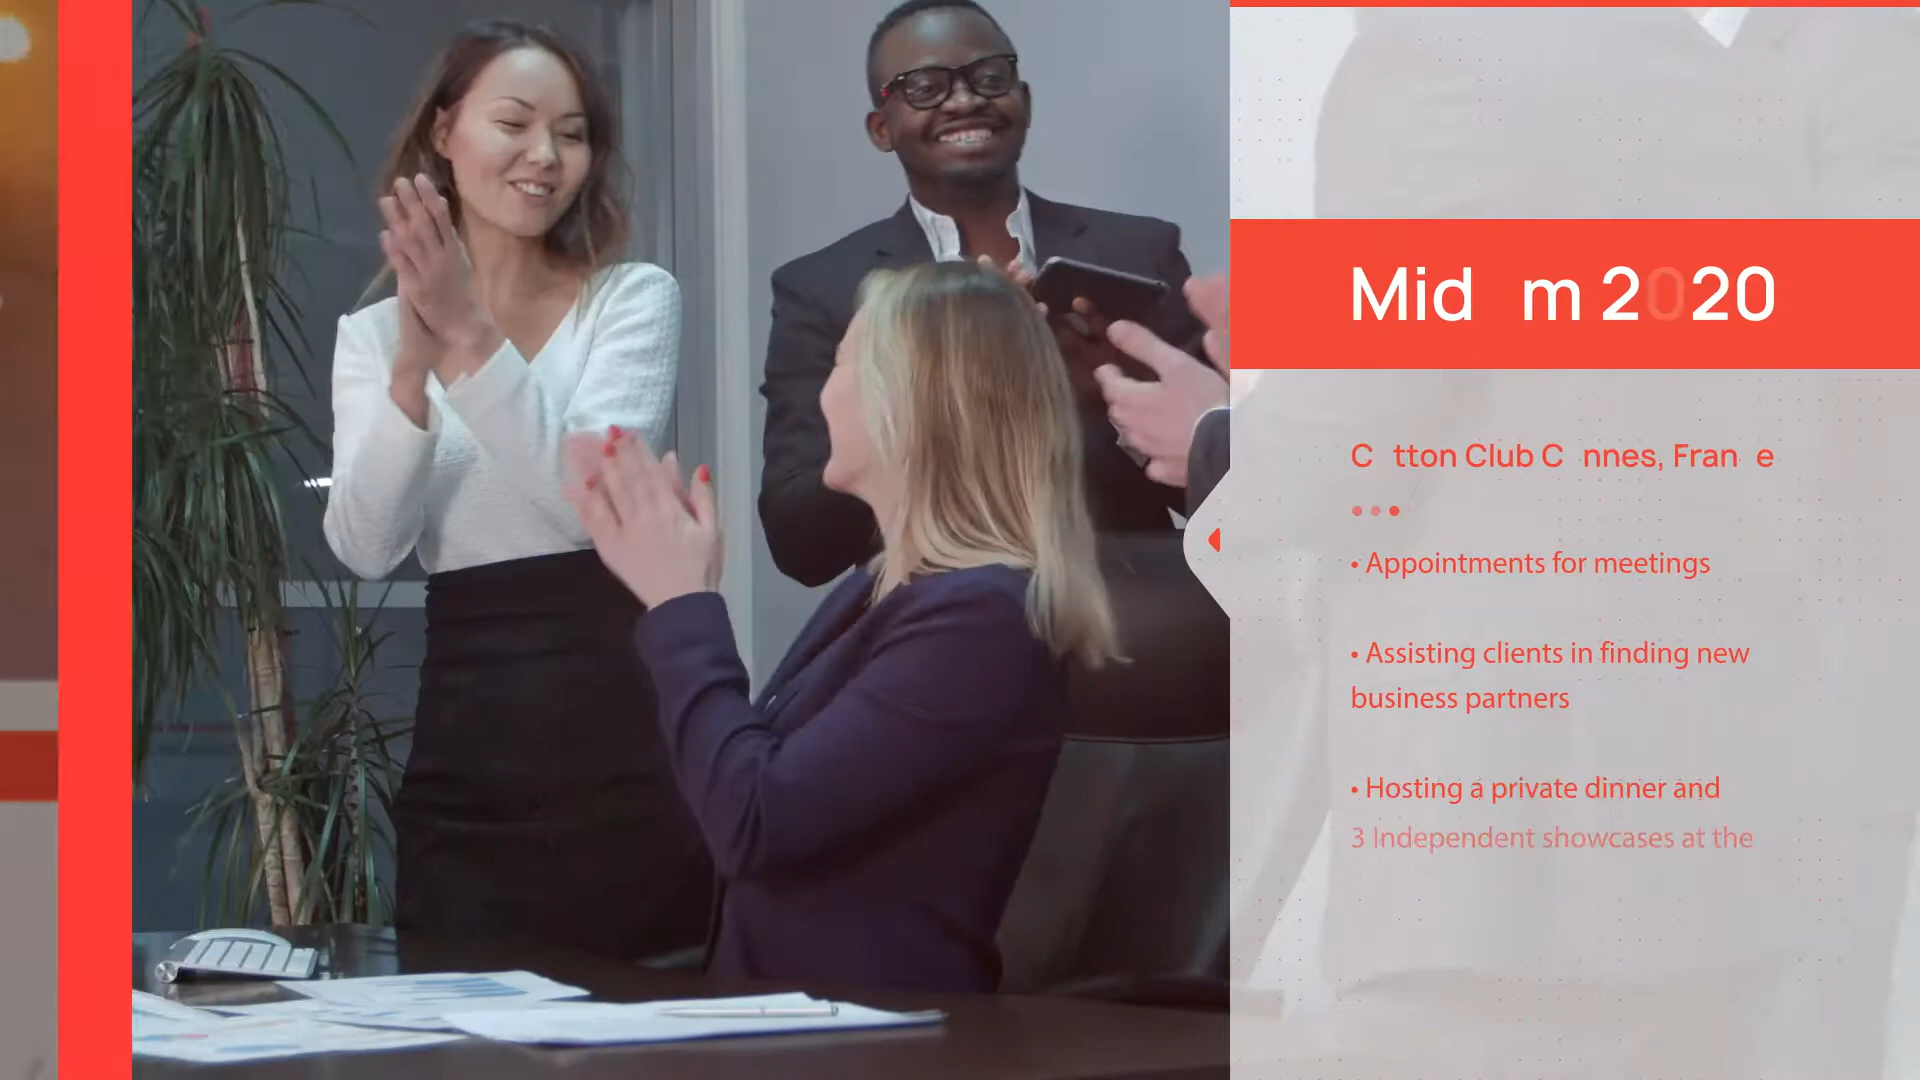 Mid m 2020
C tton Club C nnes, Fran e
• Appointments for meetings
• Assisting clients in finding new
business partners
• Hosting a private dinner and
3 Independent showcases at the